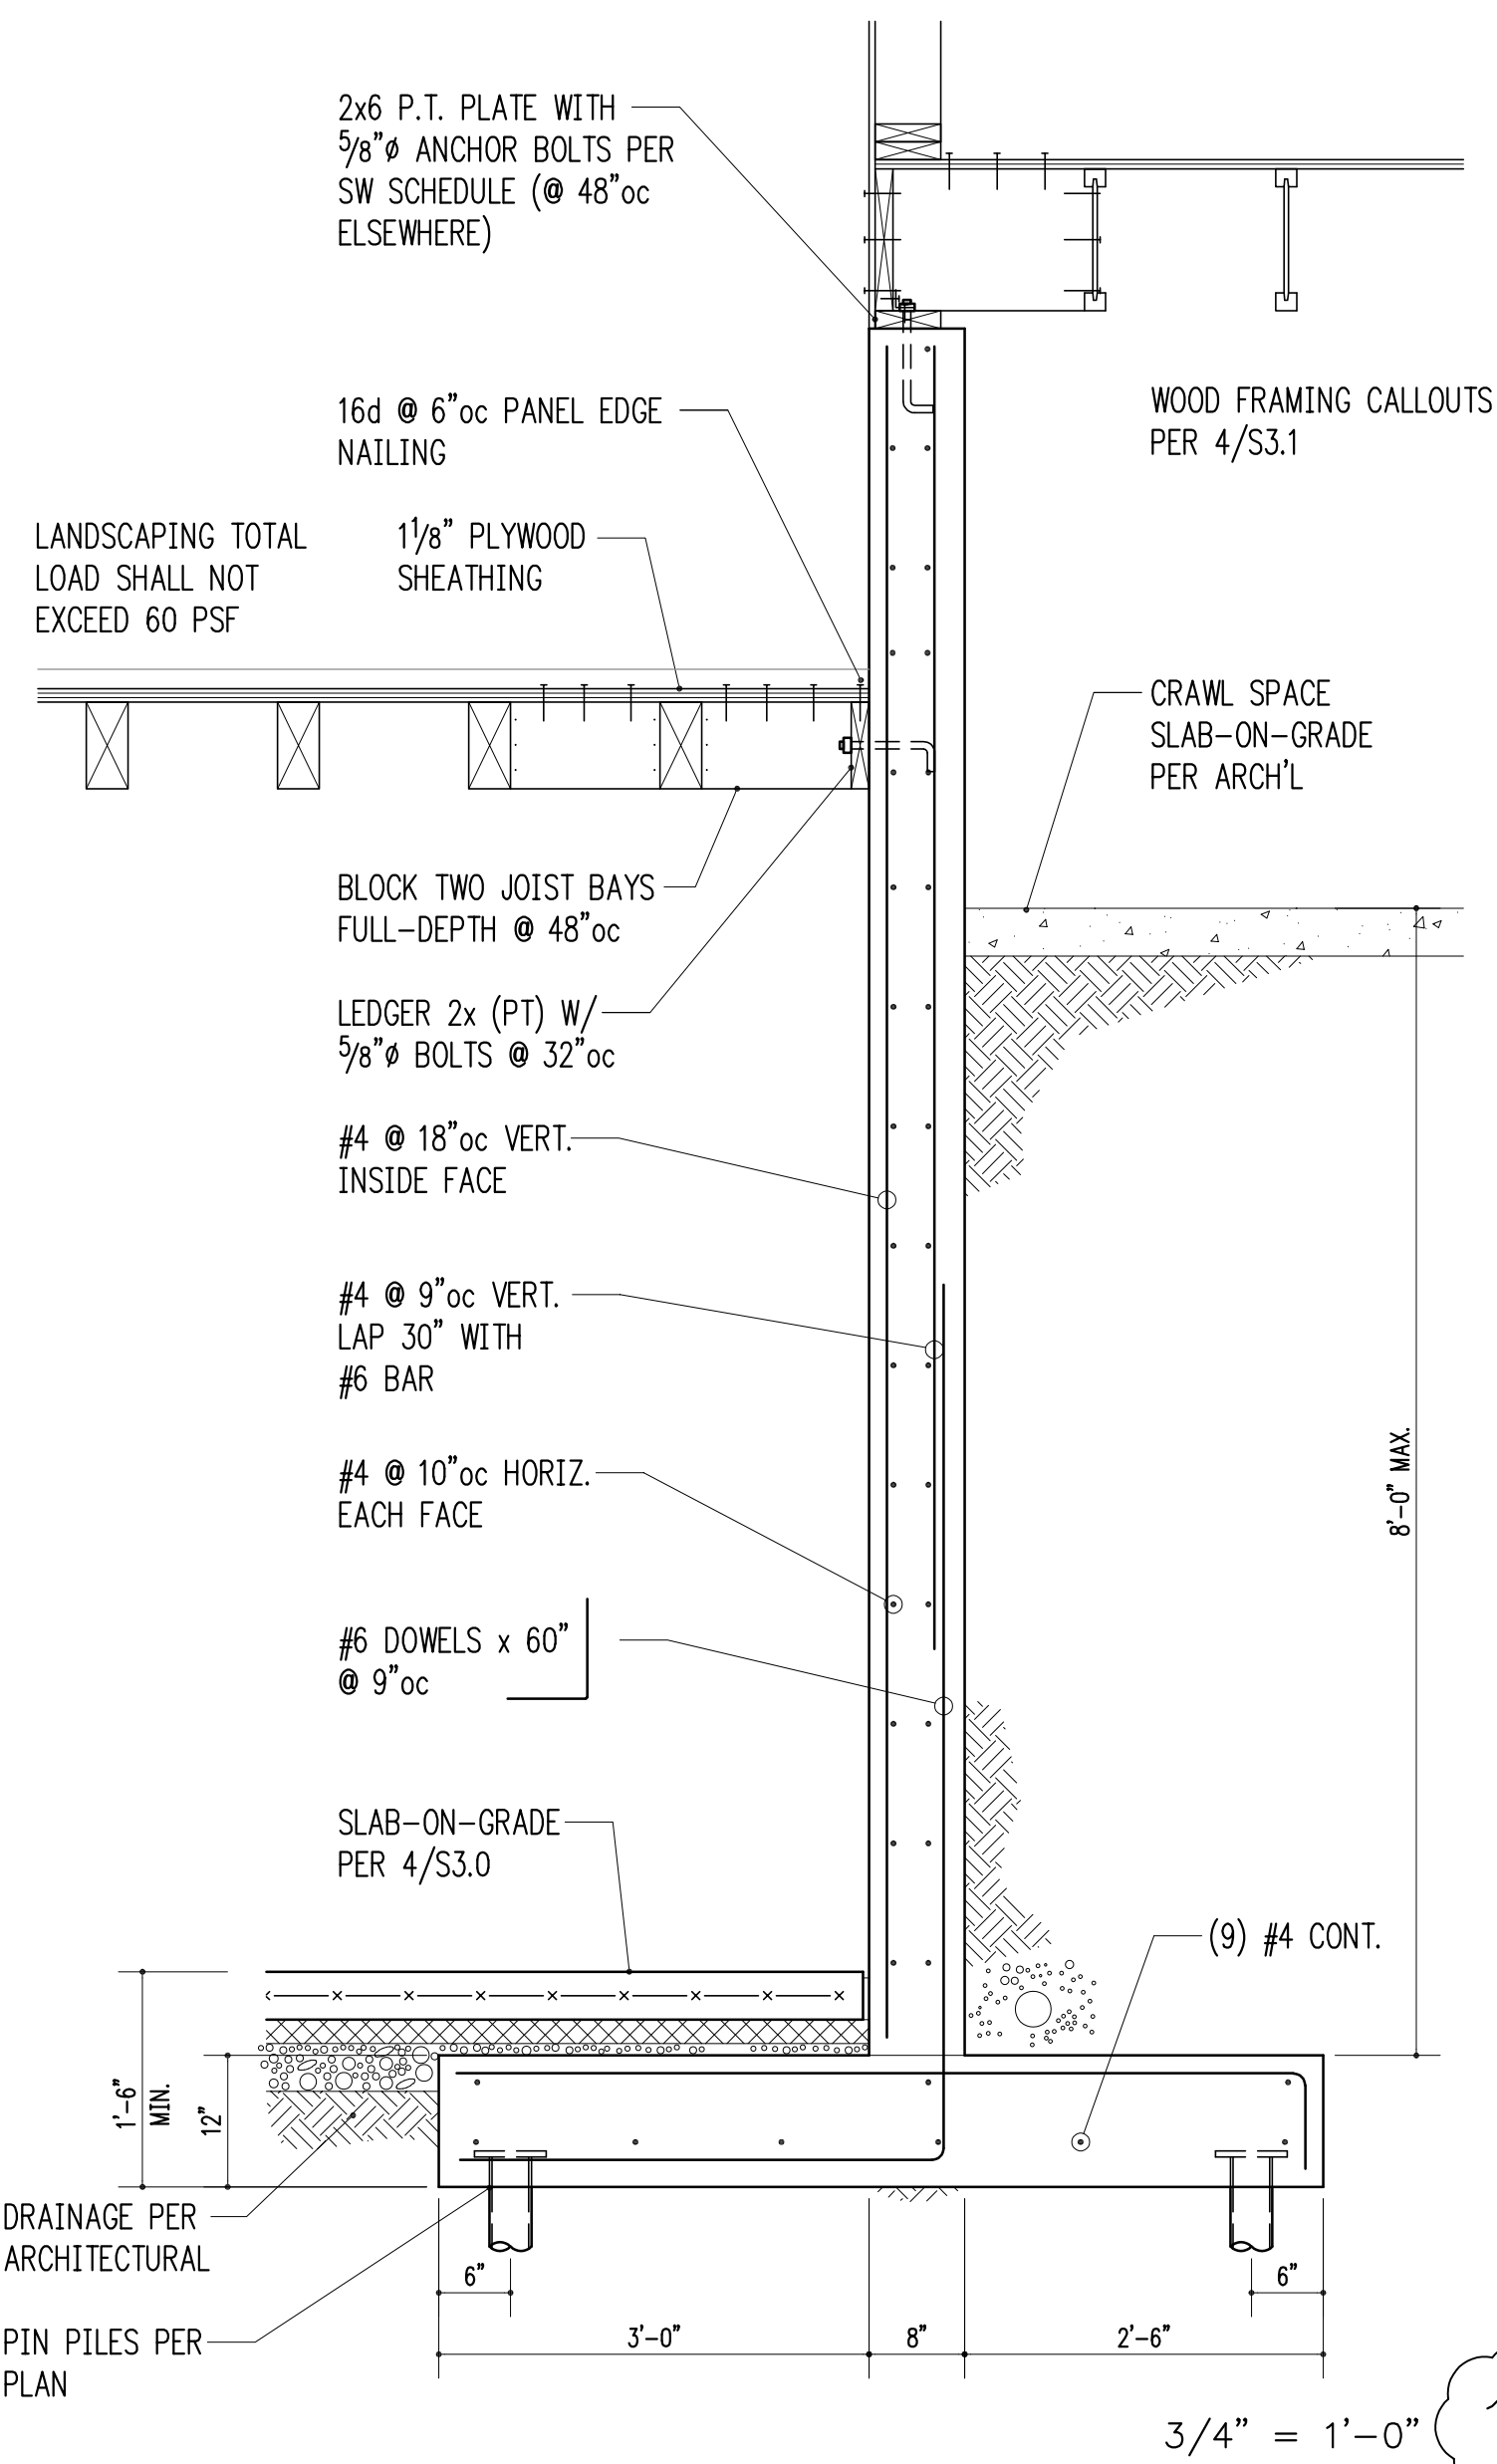 2x6 P.T. PLATE WITH
5/8"ø ANCHOR BOLTS PER
SW SCHEDULE (@ 48"oc
ELSEWHERE)
16d @ 6"oc PANEL EDGE
NAILING
WOOD FRAMING CALLOUTS
PER 4/S3.1
LANDSCAPING TOTAL
LOAD SHALL NOT
EXCEED 60 PSF
1 1/8" PLYWOOD
SHEATHING
CRAWL SPACE
SLAB-ON-GRADE
PER ARCH'L
BLOCK TWO JOIST BAYS
FULL-DEPTH @ 48"oc
LEDGER 2x (PT) W/
5/8"ø BOLTS @ 32"oc
#4 @ 18"oc VERT.
INSIDE FACE
#4 @ 9"oc VERT.
LAP 30" WITH
#6 BAR
#4 @ 10"oc HORIZ.
EACH FACE
8'-0" MAX.
#6 DOWELS x 60"
@ 9"oc
SLAB-ON-GRADE
PER 4/S3.0
(9) #4 CONT.
1'-6"
MIN.
12"
DRAINAGE PER
ARCHITECTURAL
6"
6"
PIN PILES PER
PLAN
3'-0"
8"
2'-6"
3/4" = 1'-0"